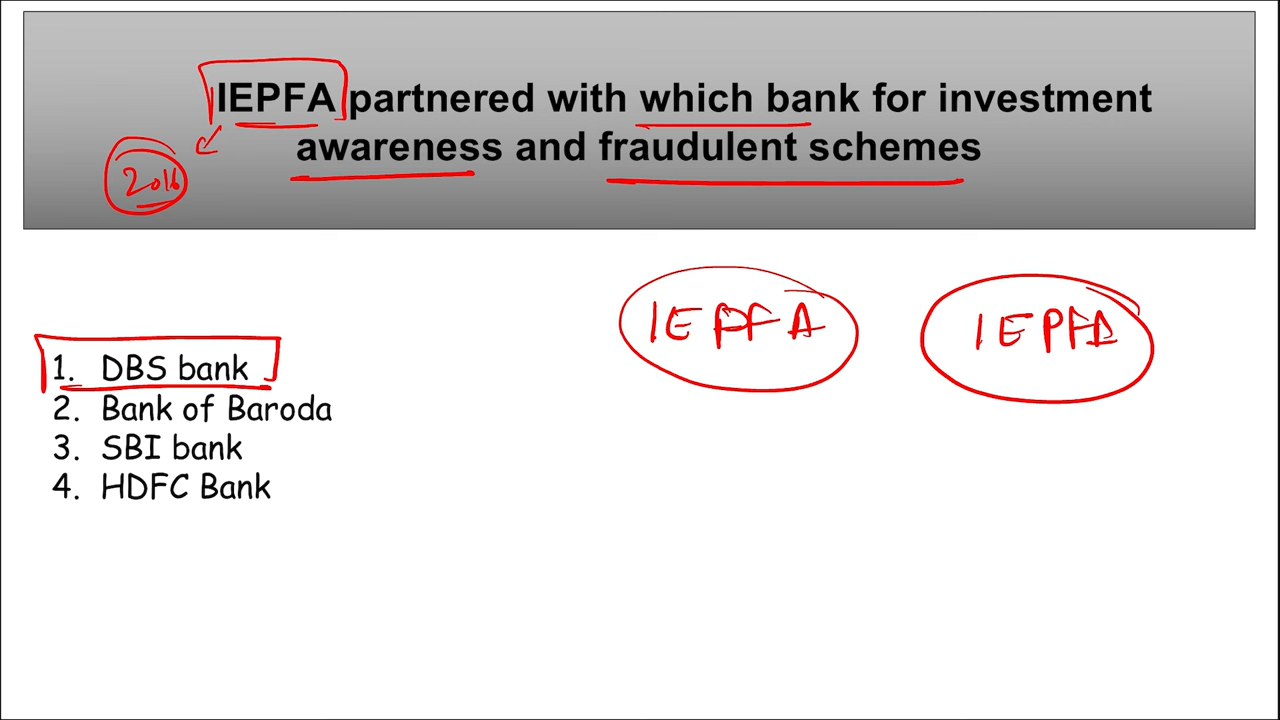 IEPFA partnered with which bank for investment
awareness and fraudulent schemes
2016
IEPFA IEPFA
1. DBS bank
2. Bank of Baroda
3. SBI bank
4. HDFC Bank